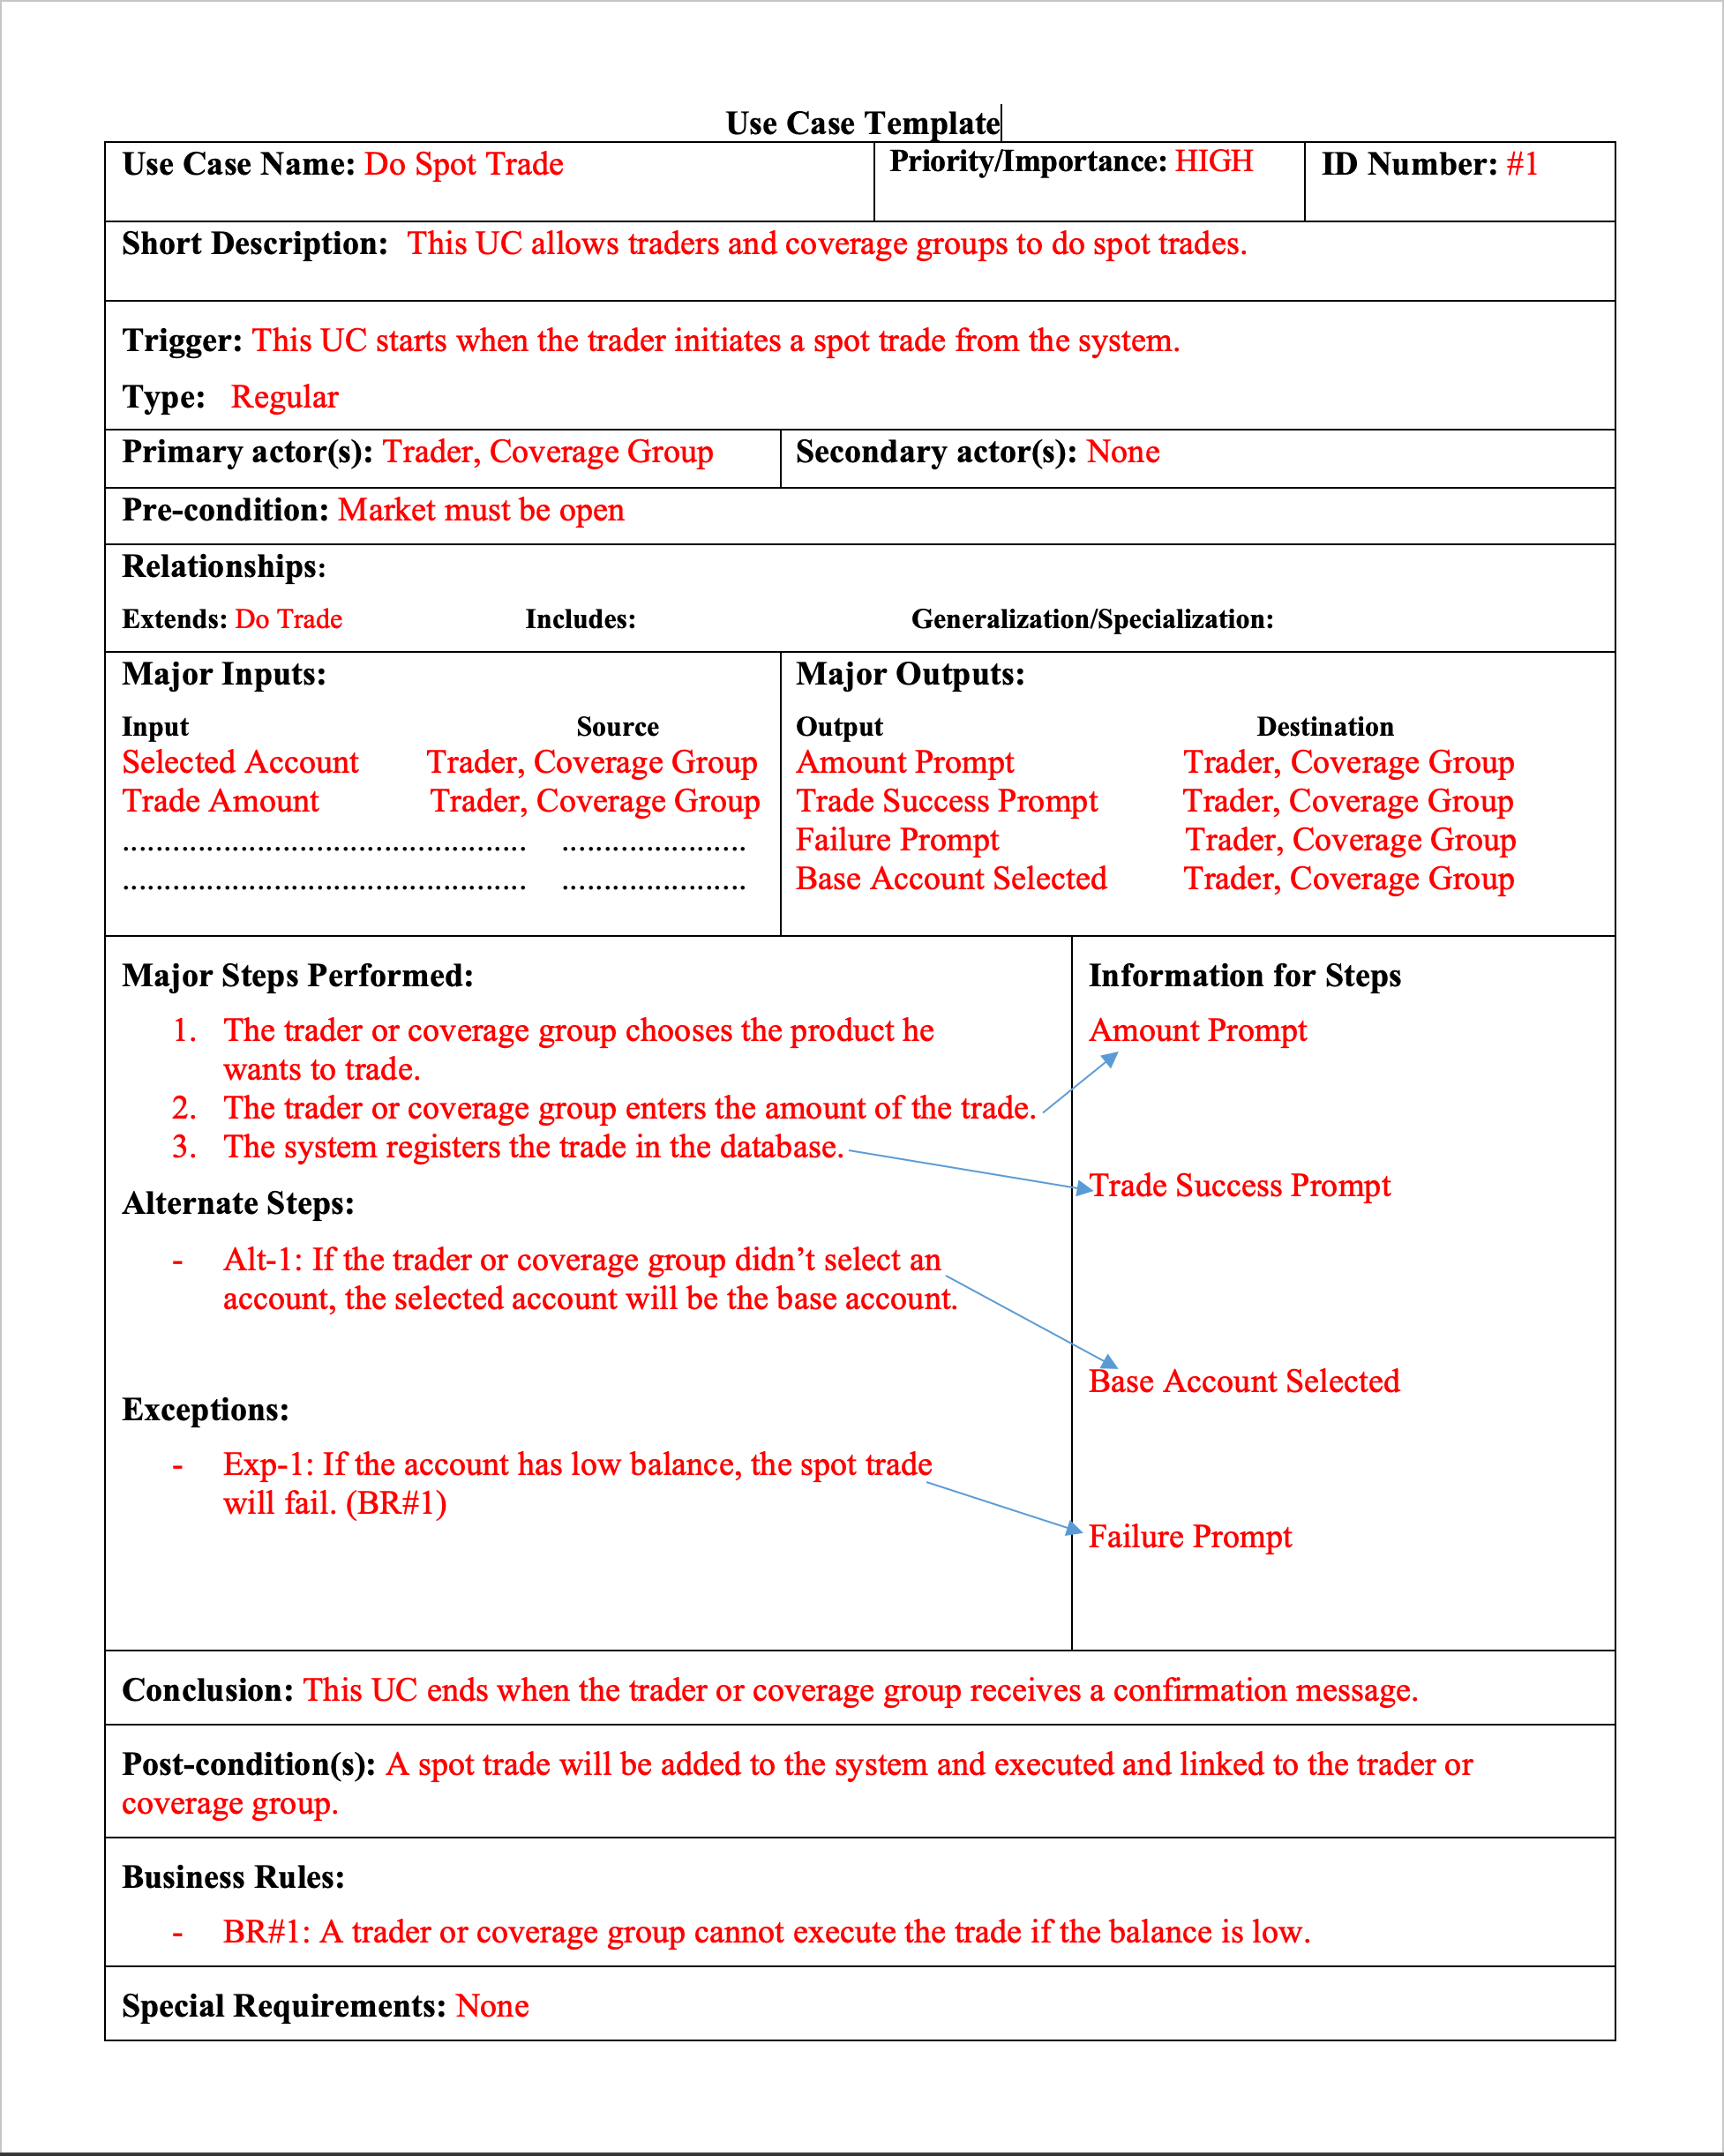 Use Case Template
Use Case Name: Do Spot Trade
Priority/Importance: HIGH
ID Number: #1
Short Description: This UC allows traders and coverage groups to do spot trades.
Trigger: This UC starts when the trader initiates a spot trade from the system.
Type: Regular
Primary actor(s): Trader, Coverage Group
Secondary actor(s): None
Pre-condition: Market must be open
Relationships:
Extends: Do Trade Includes: Generalization/Specialization:
Major Inputs:
Input Source
Selected Account Trader, Coverage Group
Trade Amount Trader, Coverage Group
Major Outputs:
Output Destination
Amount Prompt Trader, Coverage Group
Trade Success Prompt Trader, Coverage Group
Failure Prompt Trader, Coverage Group
Base Account Selected Trader, Coverage Group
Major Steps Performed:
1. The trader or coverage group chooses the product he
wants to trade.
2. The trader or coverage group enters the amount of the trade.
3. The system registers the trade in the database.
Alternate Steps:
- Alt-1: If the trader or coverage group didn’t select an
account, the selected account will be the base account.
Exceptions:
- Exp-1: If the account has low balance, the spot trade
will fail. (BR#1)
Information for Steps
Amount Prompt
Trade Success Prompt
Base Account Selected
Failure Prompt
Conclusion: This UC ends when the trader or coverage group receives a confirmation message.
Post-condition(s): A spot trade will be added to the system and executed and linked to the trader or
coverage group.
Business Rules:
- BR#1: A trader or coverage group cannot execute the trade if the balance is low.
Special Requirements: None